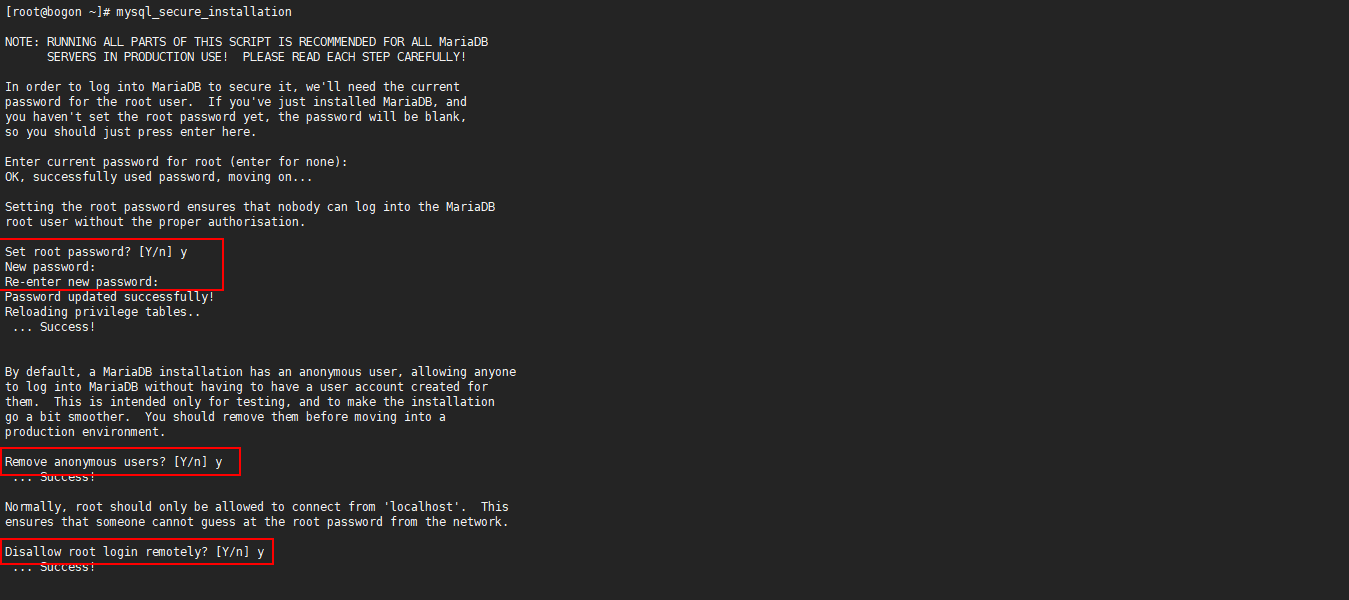 [root@bogon ~]# mysql_secure_installation
NOTE: RUNNING ALL PARTS OF THIS SCRIPT IS RECOMMENDED FOR ALL MariaDB
SERVERS IN PRODUCTION USE!  PLEASE READ EACH STEP CAREFULLY!
In order to log into MariaDB to secure it, we'll need the current
password for the root user.  If you've just installed MariaDB, and
you haven't set the root password yet, the password will be blank,
so you should just press enter here.
Enter current password for root (enter for none):
OK, successfully used password, moving on...
Setting the root password ensures that nobody can log into the MariaDB
root user without the proper authorisation.
Set root password? [Y/n] y
New password:
Re-enter new password:
Password updated successfully!
Reloading privilege tables..
... Success!
By default, a MariaDB installation has an anonymous user, allowing anyone
to log into MariaDB without having to have a user account created for
them.  This is intended only for testing, and to make the installation
go a bit smoother.  You should remove them before moving into a
production environment.
Remove anonymous users? [Y/n] y
... Success!
Normally, root should only be allowed to connect from 'localhost'.  This
ensures that someone cannot guess at the root password from the network.
Disallow root login remotely? [Y/n] y
... Success!